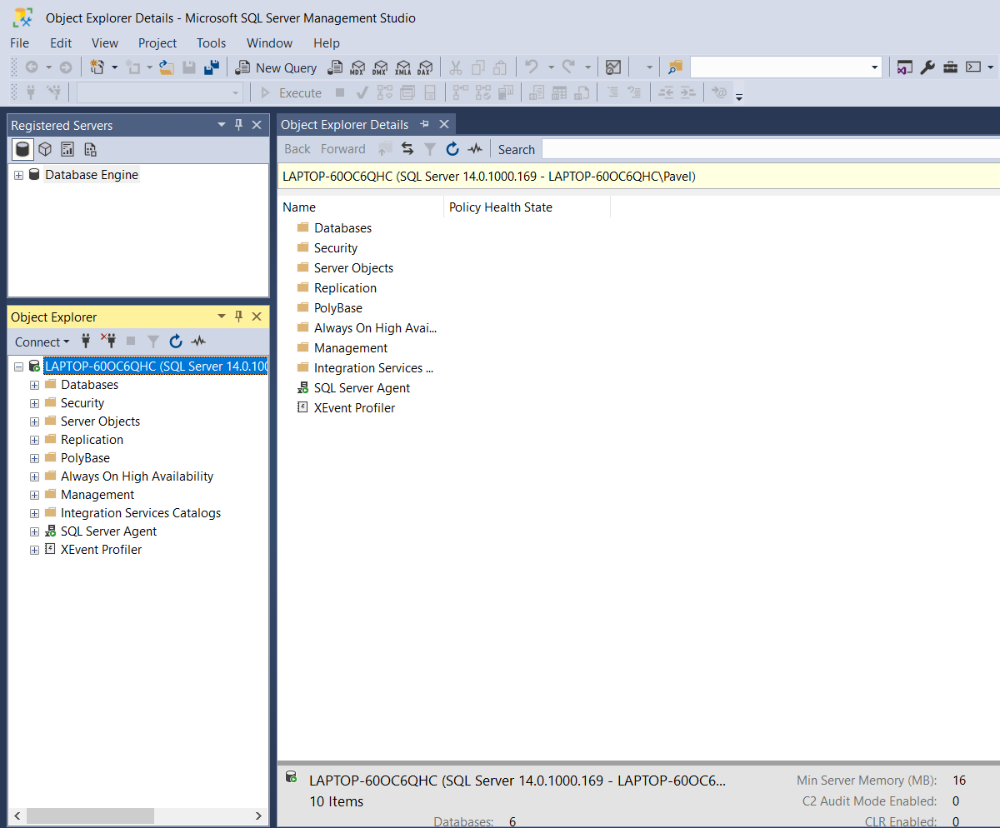 Object Explorer Details - Microsoft SQL Server Management Studio
File Edit View Project Tools Window Help
New Query MDX DMX XMLA DAX
Execute
Registered Servers
Database Engine
Object Explorer
Connect
LAPTOP-60OC6QHC (SQL Server 14.0.100
Databases
Security
Server Objects
Replication
PolyBase
Always On High Availability
Management
Integration Services Catalogs
SQL Server Agent
XEvent Profiler
Object Explorer Details
Back Forward Search
LAPTOP-60OC6QHC (SQL Server 14.0.1000.169 - LAPTOP-60OC6QHC\Pavel)
Name Policy Health State
Databases
Security
Server Objects
Replication
PolyBase
Always On High Avai...
Management
Integration Services ...
SQL Server Agent
XEvent Profiler
LAPTOP-60OC6QHC (SQL Server 14.0.1000.169 - LAPTOP-60OC6... Min Server Memory (MB): 16
10 Items C2 Audit Mode Enabled: 0
Databases: 6 CLR Enabled: 0